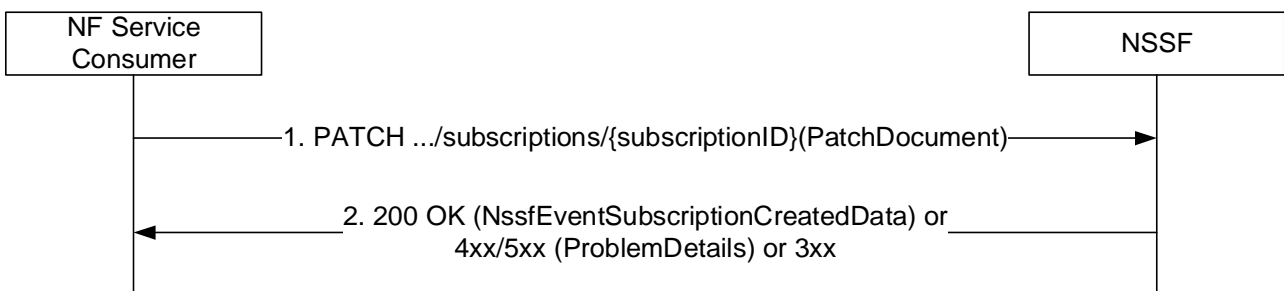 NF Service
Consumer
NSSF
1. PATCH .../subscriptions/{subscriptionID}(PatchDocument)
2. 200 OK (NssfEventSubscriptionCreatedData) or
4xx/5xx (ProblemDetails) or 3xx